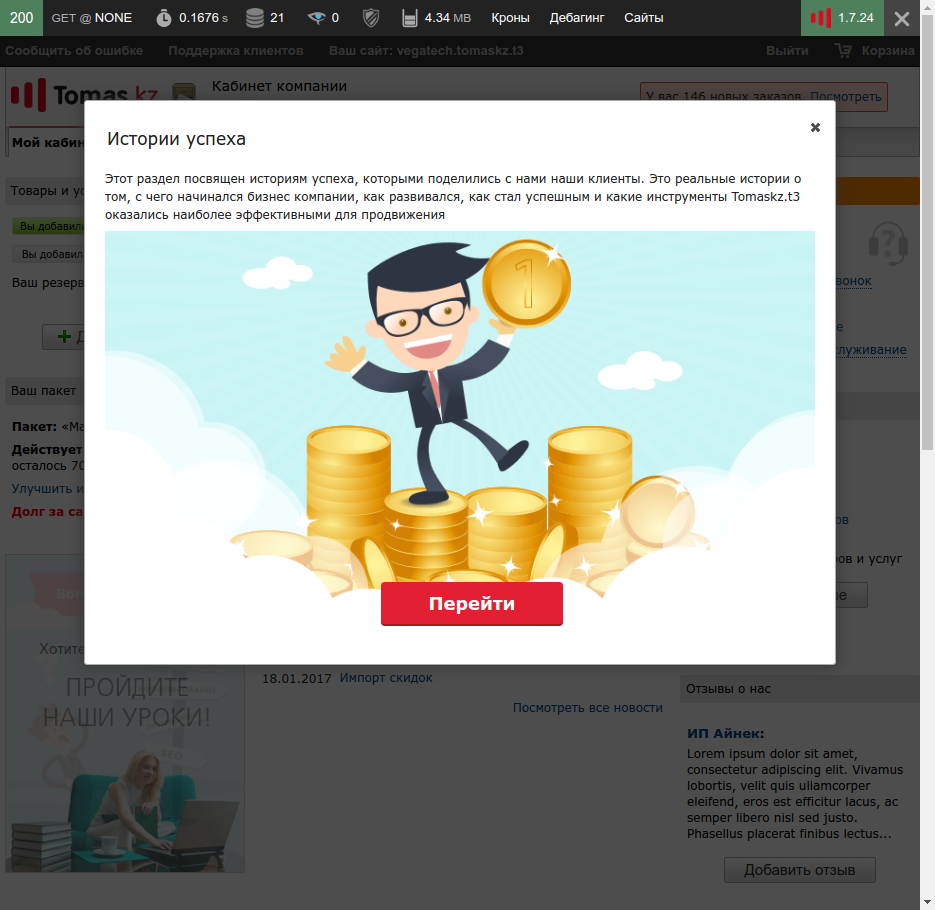 200 GET @ NONE 0.1676 s 21 0 4.34 MB Кроны Дебагинг Сайты 1.7.24
Сообщить об ошибке Поддержка клиентов Ваш сайт: vegatech.tomaskz.t3 Выйти Корзина
Tomas.kz
Кабинет компании
У вас 146 новых заказов. Посмотреть
Мой кабин
Истории успеха
Этот раздел посвящен историям успеха, которыми поделились с нами наши клиенты. Это реальные истории о
том, с чего начинался бизнес компании, как развивался, как стал успешным и какие инструменты Tomaskz.t3
оказались наиболее эффективными для продвижения
1
Перейти
Товары и ус
Вы добавил
Вы добавил
Ваш резерв
Д
Ваш пакет
Пакет: «Ма
Действует
осталось 70
Улучшить и
Долг за са
?
вонок
е
служивание
ов
ов и услуг
ше
Хотите
ПРОЙДИТЕ
НАШИ УРОКИ!
SEO
18.01.2017 Импорт скидок
Посмотреть все новости
Отзывы о нас
ИП Айнек:
Lorem ipsum dolor sit amet,
consectetur adipiscing elit. Vivamus
lobortis, velit quis ullamcorper
eleifend, eros est efficitur lacus, ac
semper libero nisl sed justo.
Phasellus placerat finibus lectus...
Добавить отзыв